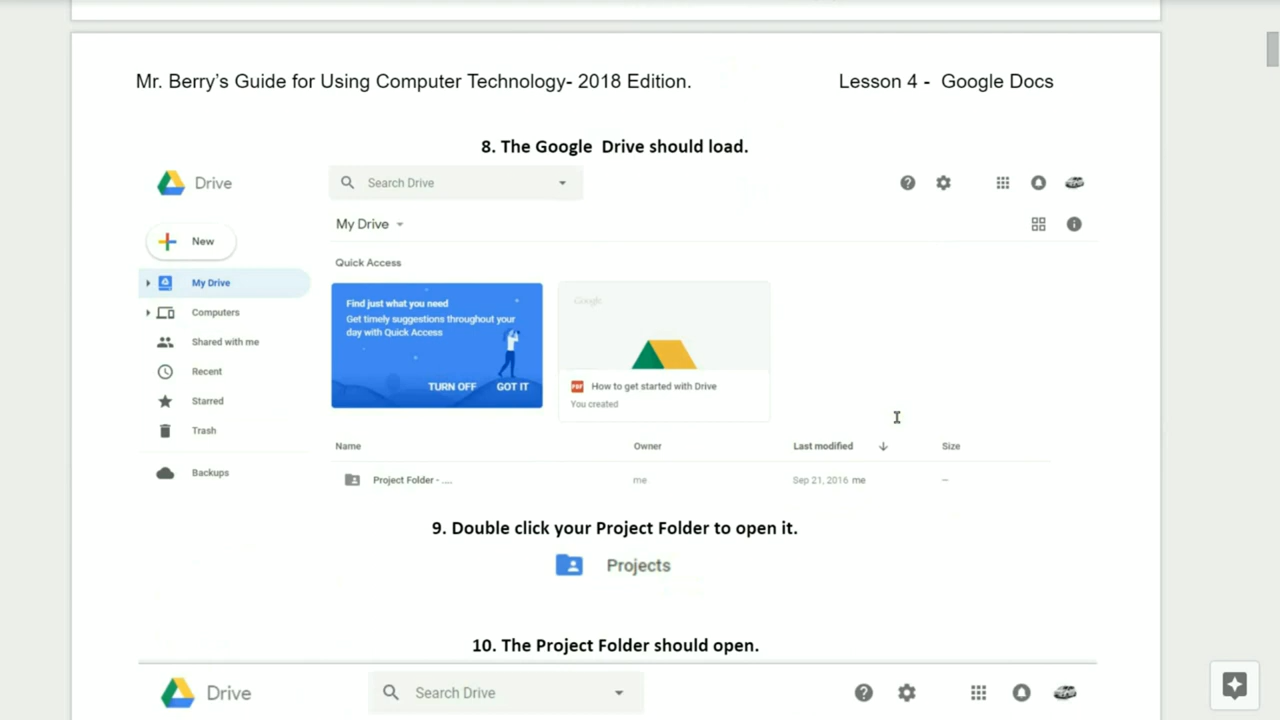 Mr. Berry's Guide for Using Computer Technology- 2018 Edition. Lesson 4 - Google Docs
8. The Google Drive should load.
Drive
Search Drive
New
My Drive
Quick Access
My Drive
Computers
Shared with me
Recent
Starred
Trash
Backups
Find just what you need
Get timely suggestions throughout your
day with Quick Access
TURN OFF GOT IT
Google
PDF How to get started with Drive
You created
Name Owner Last modified Size
Project Folder - .... me Sep 21, 2016 me –
9. Double click your Project Folder to open it.
Projects
10. The Project Folder should open.
Drive
Search Drive